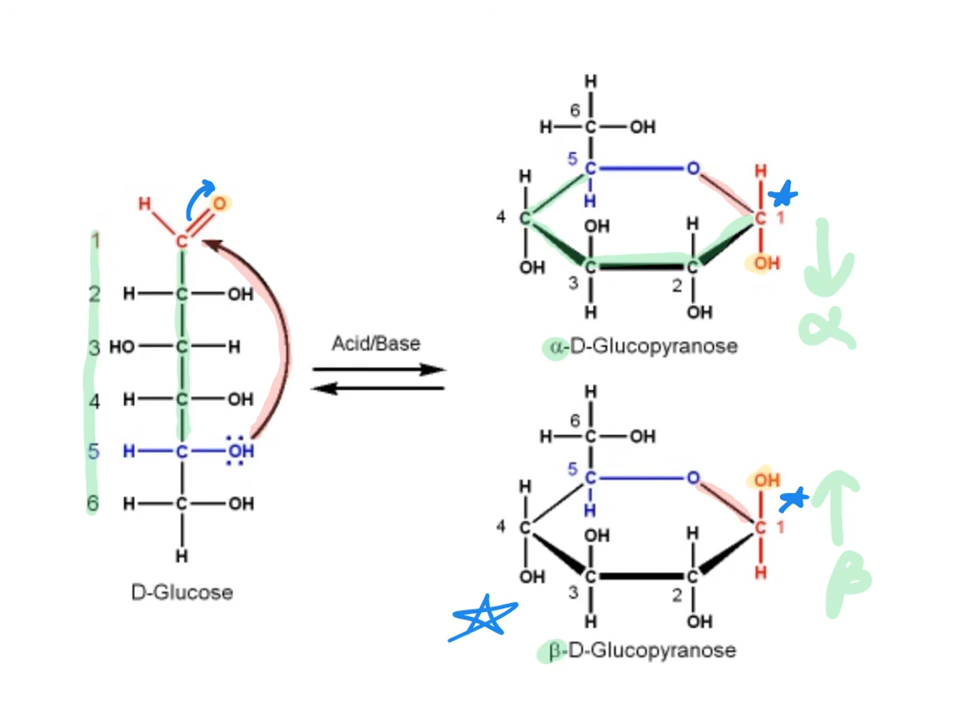 H O
1 C
2 H C OH
3 HO C H
Acid/Base
4 H C OH
5 H C OH
6 H C OH
H
D-Glucose
H
6
H C OH
5
H C O H
4 C H C 1
OH H
OH C C OH
3 2
H OH
α-D-Glucopyranose
↓
α
H
6
H C OH
5
H C O OH
4 C H C 1
OH H
OH C C H
3 2
H OH
β-D-Glucopyranose
↑
β